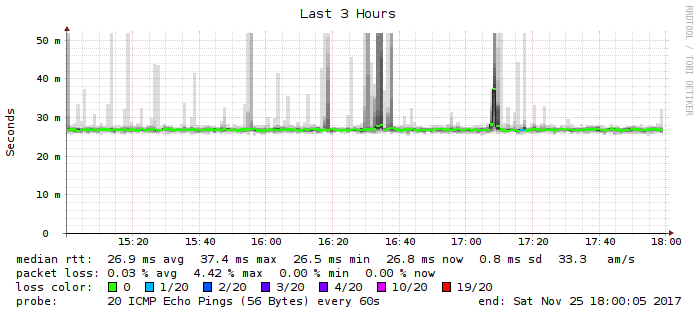 Last 3 Hours
RRDTOOL / TOBI OETIKER
Seconds
50 m
40 m
30 m
20 m
10 m
0
15:20 15:40 16:00 16:20 16:40 17:00 17:20 17:40 18:00
median rtt: 26.9 ms avg 37.4 ms max 26.5 ms min 26.8 ms now 0.8 ms sd 33.3 am/s
packet loss: 0.03 % avg 4.42 % max 0.00 % min 0.00 % now
loss color: 0 1/20 2/20 3/20 4/20 10/20 19/20
probe: 20 ICMP Echo Pings (56 Bytes) every 60s end: Sat Nov 25 18:00:05 2017